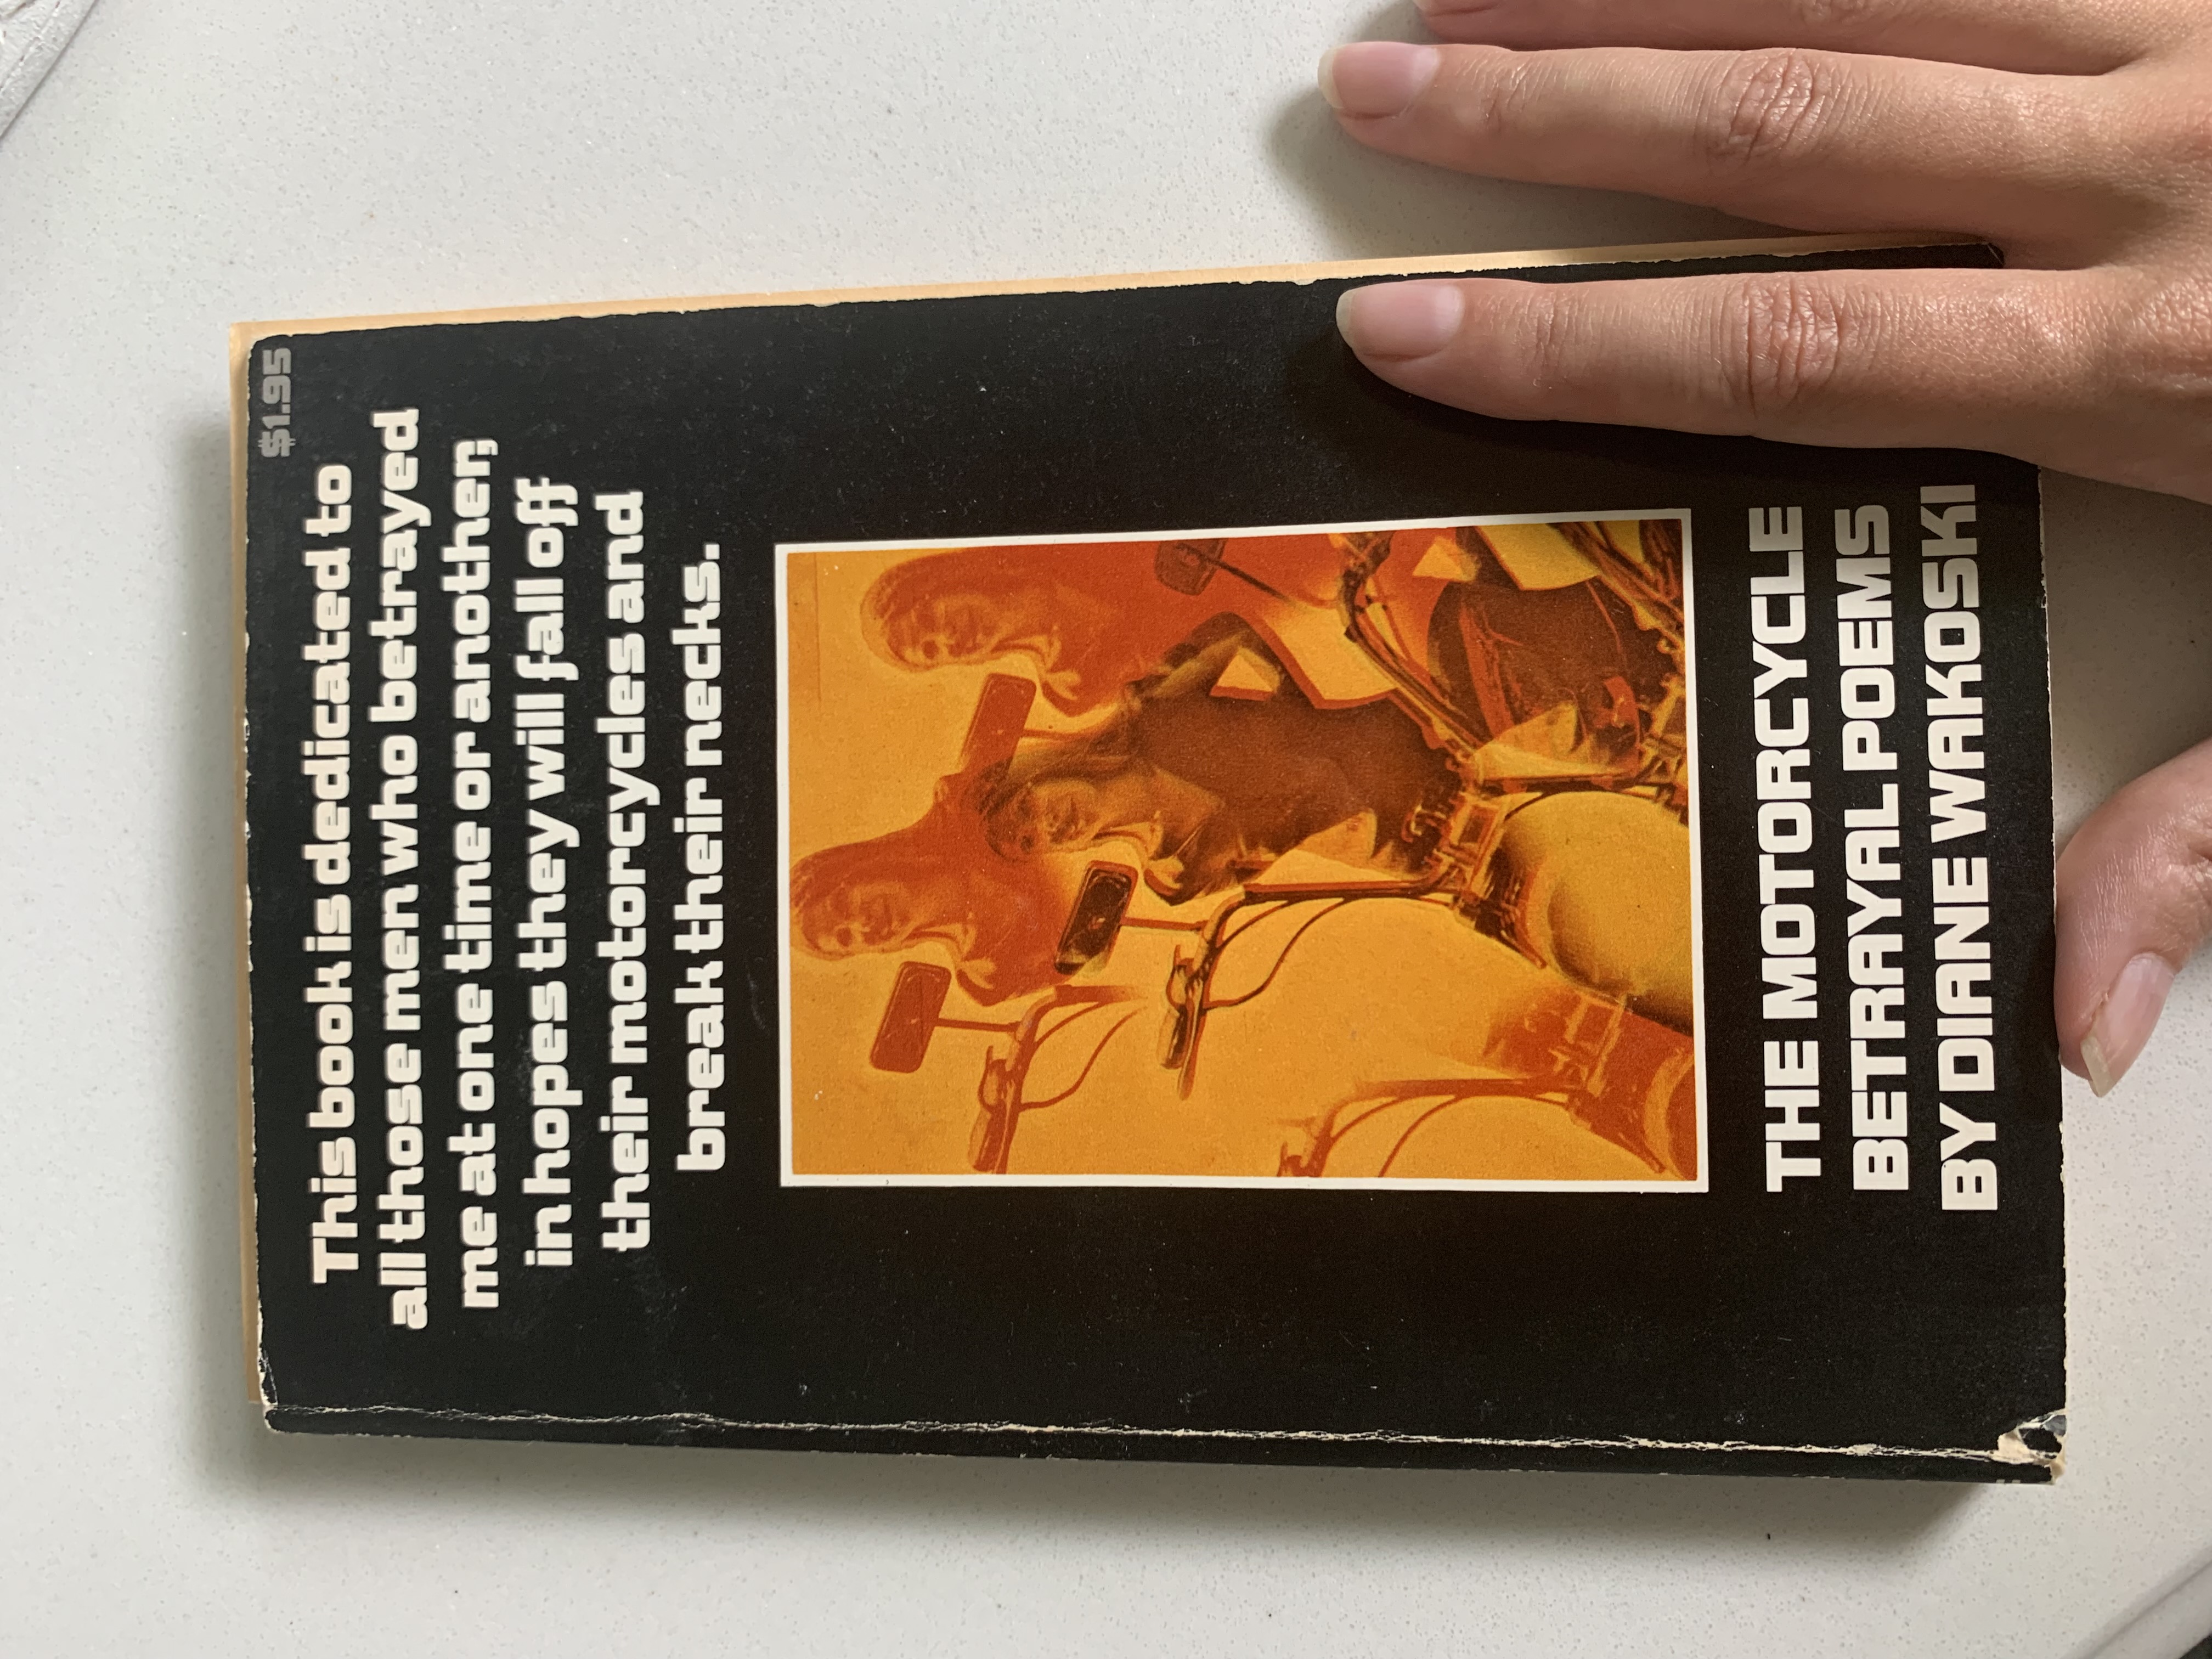 $1.95
This book is dedicated to
all those men who betrayed
me at one time or another,
in hopes they will fall off
their motorcycles and
break their necks.
THE MOTORCYCLE
BETRAYAL POEMS
BY DIANE WAKOSKI